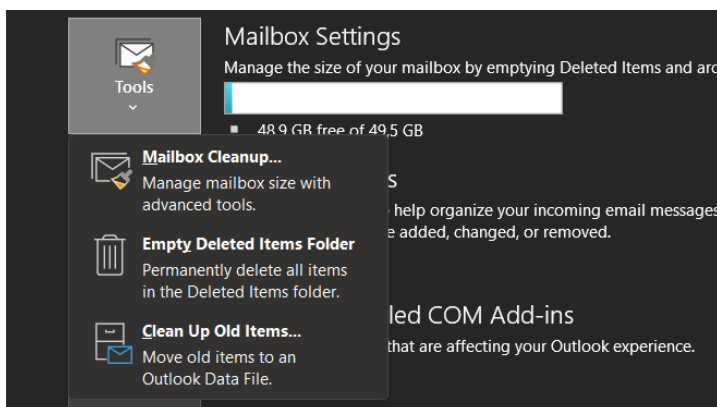 Tools
Mailbox Settings
Manage the size of your mailbox by emptying Deleted Items and
48,9 GB free of 49,5 GB
Mailbox Cleanup...
Manage mailbox size with
advanced tools.
Empty Deleted Items Folder
Permanently delete all items
in the Deleted Items folder.
Clean Up Old Items...
Move old items to an
Outlook Data File.
help organize your incoming email messages
added, changed, or removed.
COM Add-ins
that are affecting your Outlook experience.